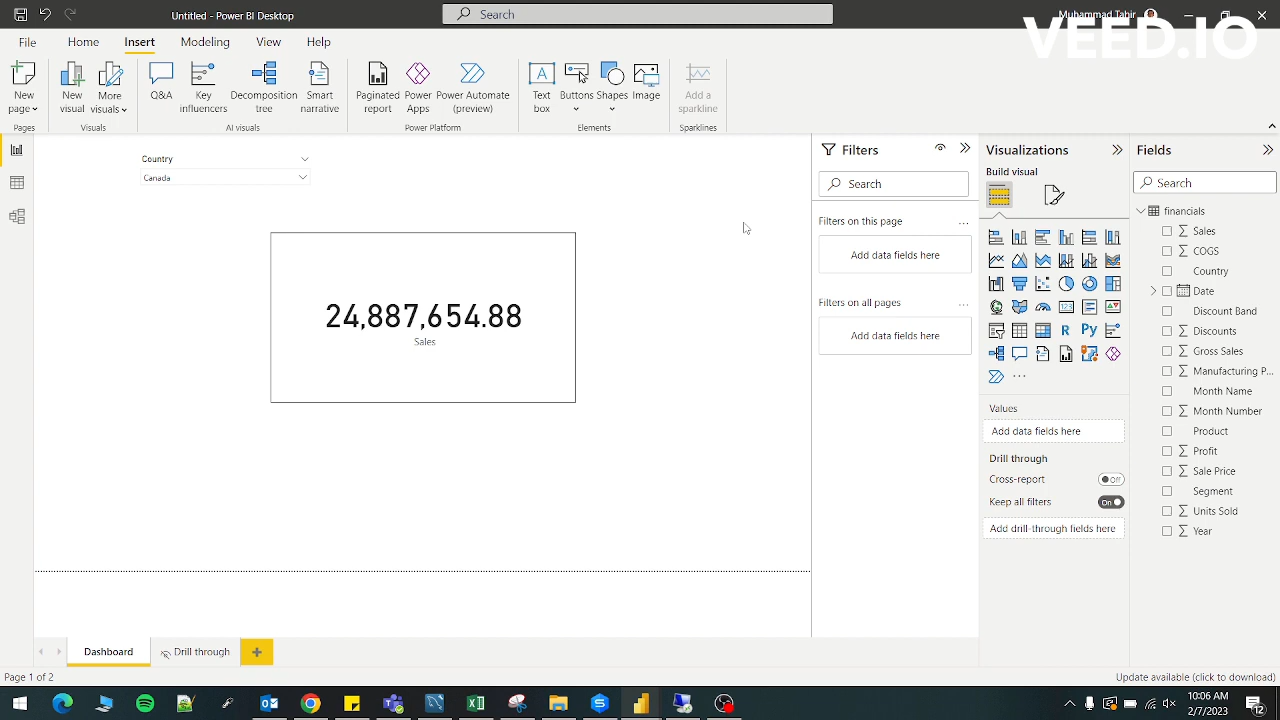 Untitled - Power BI Desktop
Search
VEED.IO
File
Home
Insert
Modeling
View
Help
New page
New visual
More visuals
Q&A
Key influencers
Decomposition tree
Smart narrative
Paginated report
Power Apps
Power Automate (preview)
Text box
Buttons
Shapes
Image
Add a sparkline
Pages
Visuals
AI visuals
Power Platform
Elements
Sparklines
Country
Canada
24,887,654.88
Sales
Filters
Search
Filters on this page
Add data fields here
Filters on all pages
Add data fields here
Visualizations
Build visual
R
Py
Values
Add data fields here
Drill through
Cross-report
Off
Keep all filters
On
Add drill-through fields here
Fields
Search
financials
Sales
COGS
Country
Date
Discount Band
Discounts
Gross Sales
Manufacturing P...
Month Name
Month Number
Product
Profit
Sale Price
Segment
Units Sold
Year
Dashboard
Drill through
Page 1 of 2
Update available (click to download)
10:06 AM
2/7/2023